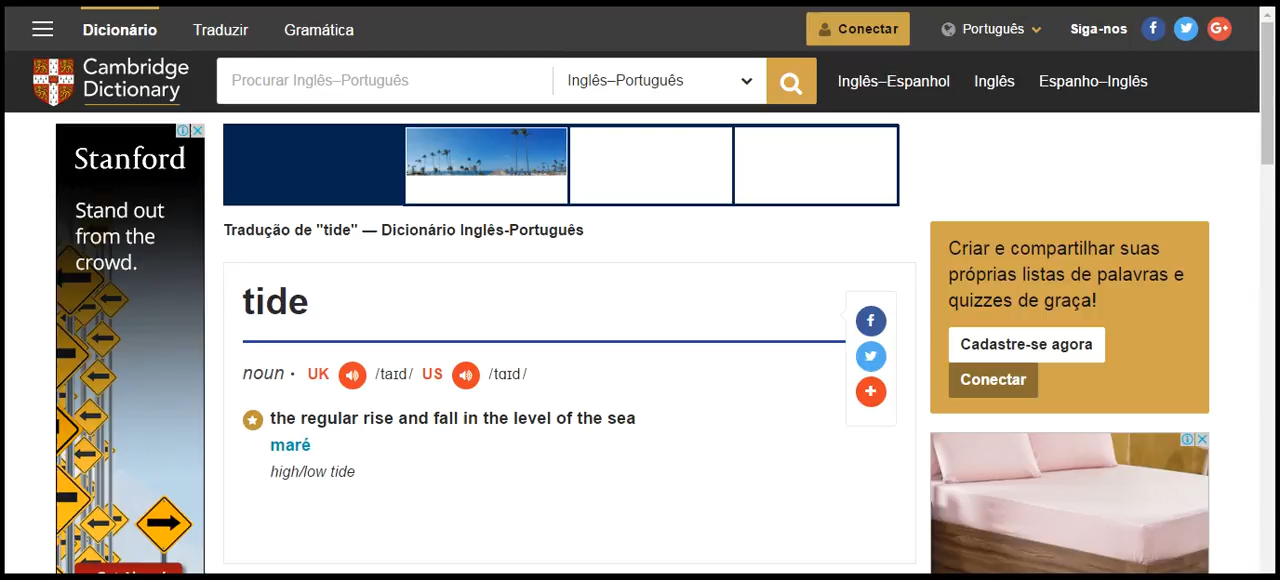 Dicionário Traduzir Gramática Conectar Português Siga-nos
Cambridge Dictionary Procurar Inglês–Português Inglês–Português Inglês–Espanhol Inglês Espanho–Inglês
Stanford
Stand out
from the
crowd.
Tradução de "tide" — Dicionário Inglês-Português
tide
noun · UK /taɪd/ US /tɑɪd/
the regular rise and fall in the level of the sea
maré
high/low tide
Criar e compartilhar suas
próprias listas de palavras e
quizzes de graça!
Cadastre-se agora
Conectar